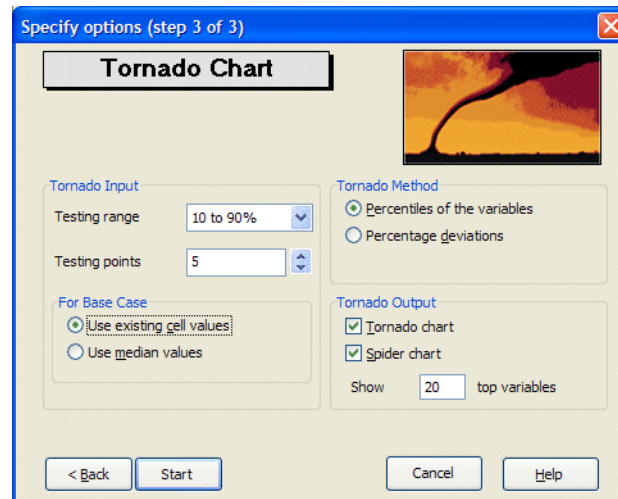 Specify options (step 3 of 3)
Tornado Chart
Tornado Input
Testing range 10 to 90%
Testing points 5
For Base Case
Use existing cell values
Use median values
Tornado Method
Percentiles of the variables
Percentage deviations
Tornado Output
Tornado chart
Spider chart
Show 20 top variables
< Back
Start
Cancel
Help